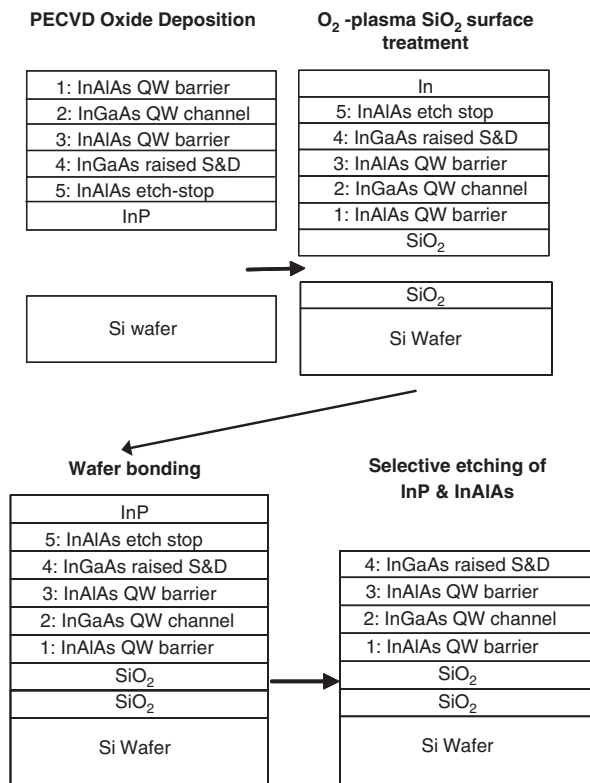 PECVD Oxide Deposition
1: InAlAs QW barrier
2: InGaAs QW channel
3: InAlAs QW barrier
4: InGaAs raised S&D
5: InAlAs etch-stop
InP
Si wafer
O₂ -plasma SiO₂ surface
treatment
In
5: InAlAs etch stop
4: InGaAs raised S&D
3: InAlAs QW barrier
2: InGaAs QW channel
1: InAlAs QW barrier
SiO₂
SiO₂
Si Wafer
Wafer bonding
InP
5: InAlAs etch stop
4: InGaAs raised S&D
3: InAlAs QW barrier
2: InGaAs QW channel
1: InAlAs QW barrier
SiO₂
SiO₂
Si Wafer
Selective etching of
InP & InAlAs
4: InGaAs raised S&D
3: InAlAs QW barrier
2: InGaAs QW channel
1: InAlAs QW barrier
SiO₂
SiO₂
Si Wafer